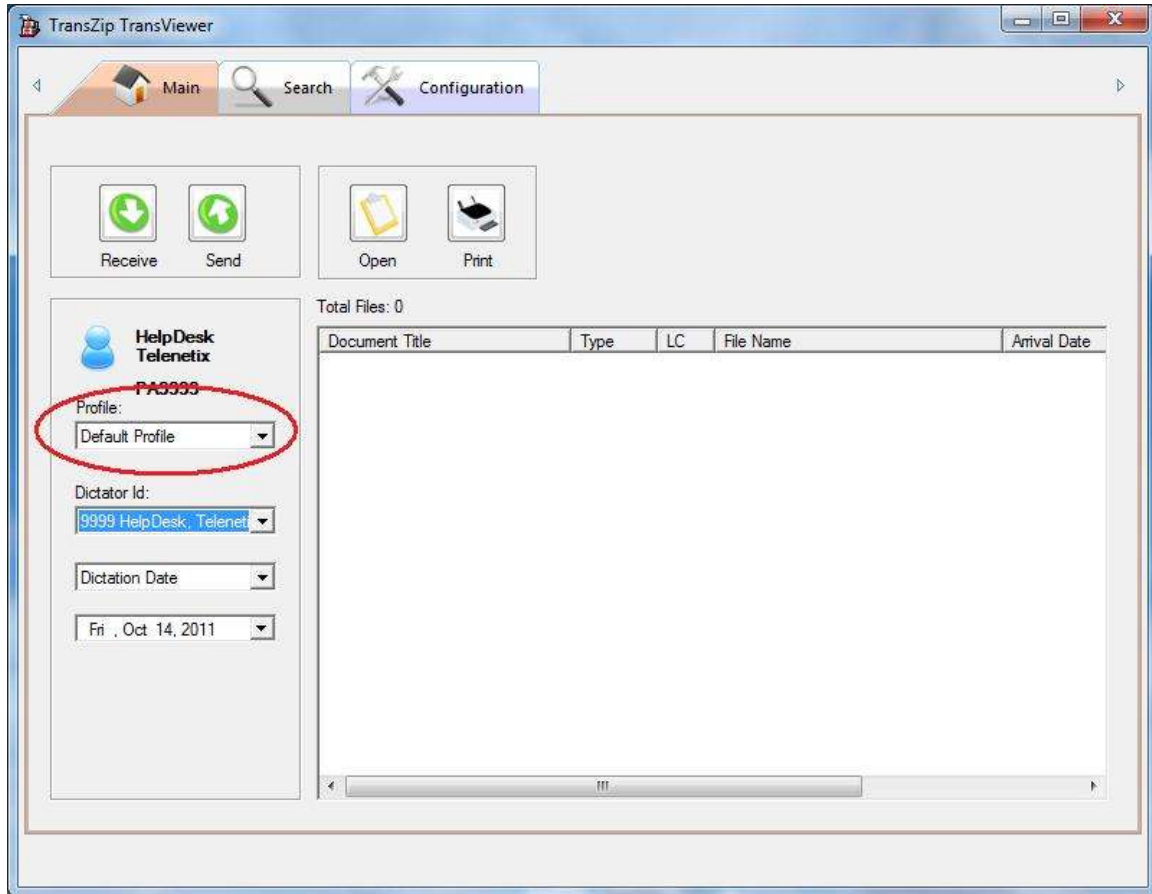 TransZip TransViewer
Main
Search
Configuration
Receive
Send
Open
Print
HelpDesk
Telenetix
PA9999
Profile:
Default Profile
Dictator Id:
9999 HelpDesk, Teleneti
Dictation Date
Fri , Oct 14, 2011
Total Files: 0
Document Title
Type
LC
File Name
Arrival Date